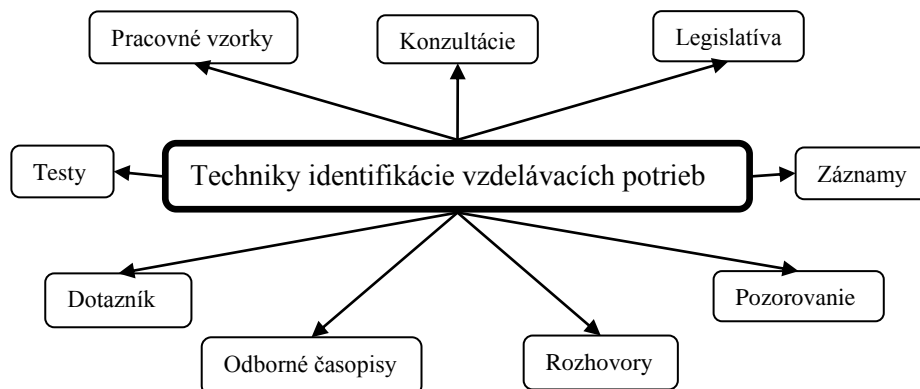 Pracovné vzorky
Konzultácie
Legislatíva
Testy
Techniky identifikácie vzdelávacích potrieb
Záznamy
Dotazník
Pozorovanie
Odborné časopisy
Rozhovory